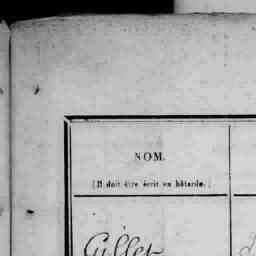 NOM.
(Il doit être écrit en bâtarde.)
Gillet